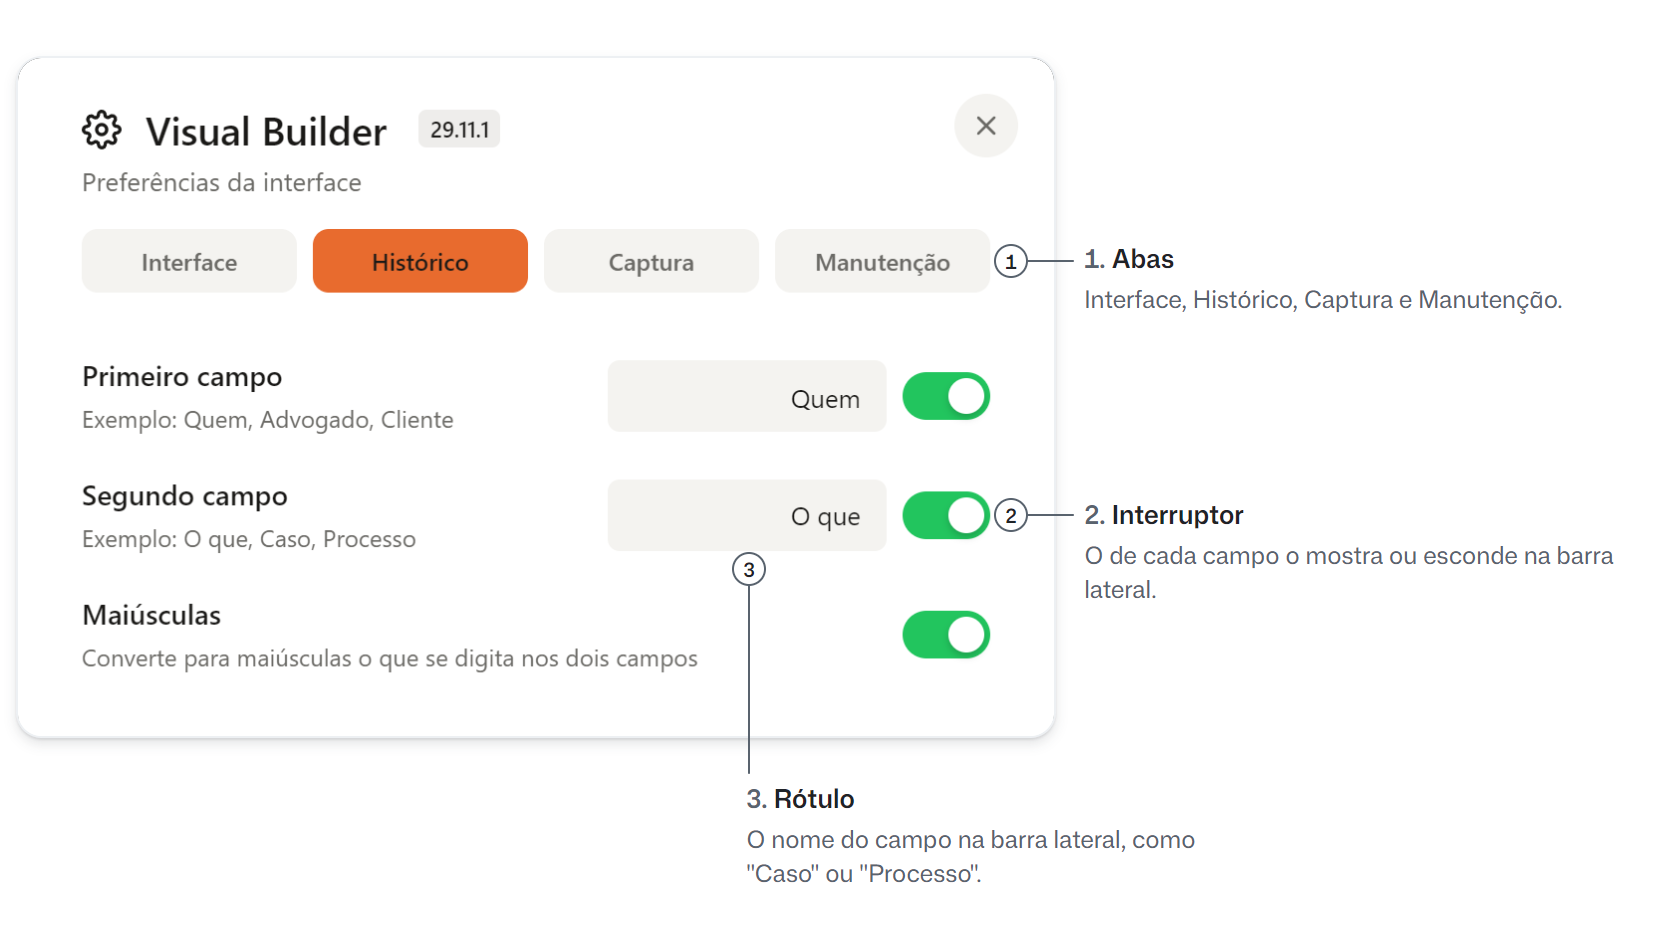 Visual Builder
29.11.1
Preferências da interface
Interface
Histórico
Captura
Manutenção
1
1. Abas
Interface, Histórico, Captura e Manutenção.
Primeiro campo
Exemplo: Quem, Advogado, Cliente
Quem
Segundo campo
Exemplo: O que, Caso, Processo
O que
2
2. Interruptor
O de cada campo o mostra ou esconde na barra
lateral.
3
Maiúsculas
Converte para maiúsculas o que se digita nos dois campos
3. Rótulo
O nome do campo na barra lateral, como
"Caso" ou "Processo".